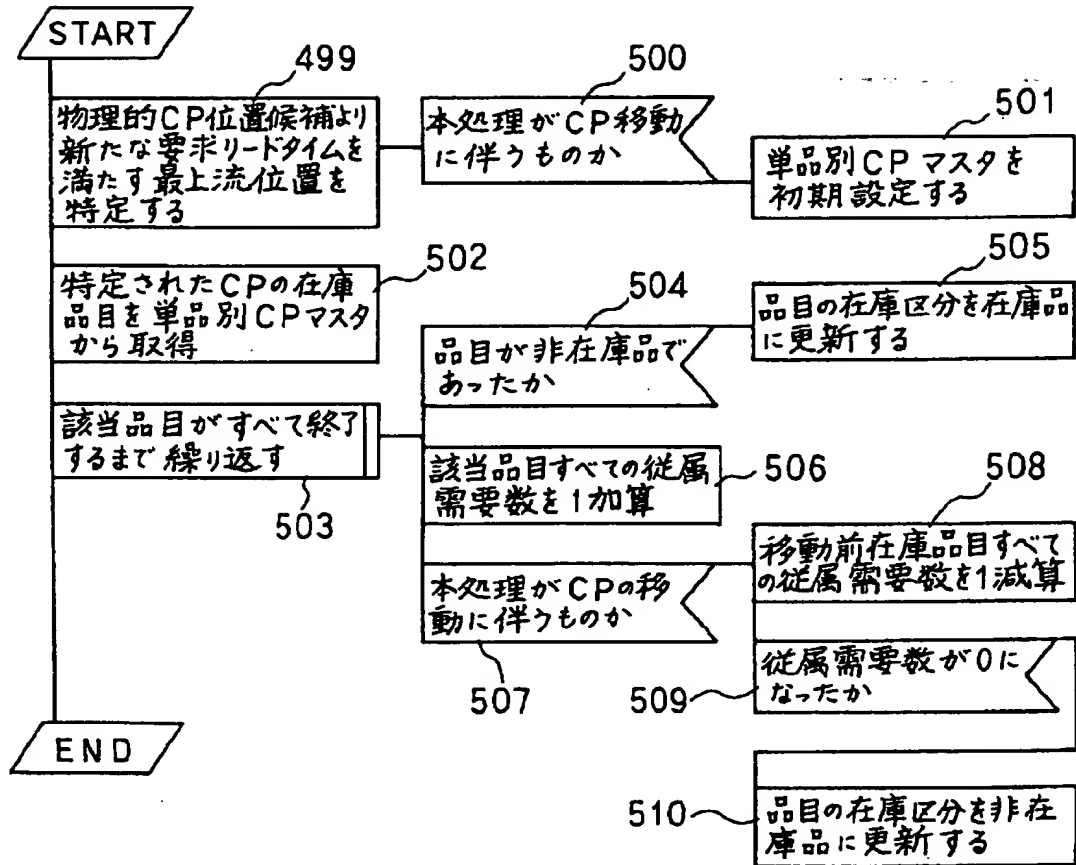 START
499
物理的CP位置候補より
新たな要求リードタイムを
満たす最上流位置を
特定する
500
本処理がCP移動
に伴うものか
501
単品別CPマスタを
初期設定する
502
特定されたCPの在庫
品目を単品別CPマスタ
から取得
503
該当品目がすべて終了
するまで繰り返す
504
品目が非在庫品で
あったか
505
品目の在庫区分を在庫品
に更新する
506
該当品目すべての従属
需要数を1加算
507
本処理がCPの移
動に伴うものか
508
移動前在庫品目すべて
の従属需要数を1減算
509
従属需要数が0に
なったか
510
品目の在庫区分を非在
庫品に更新する
END